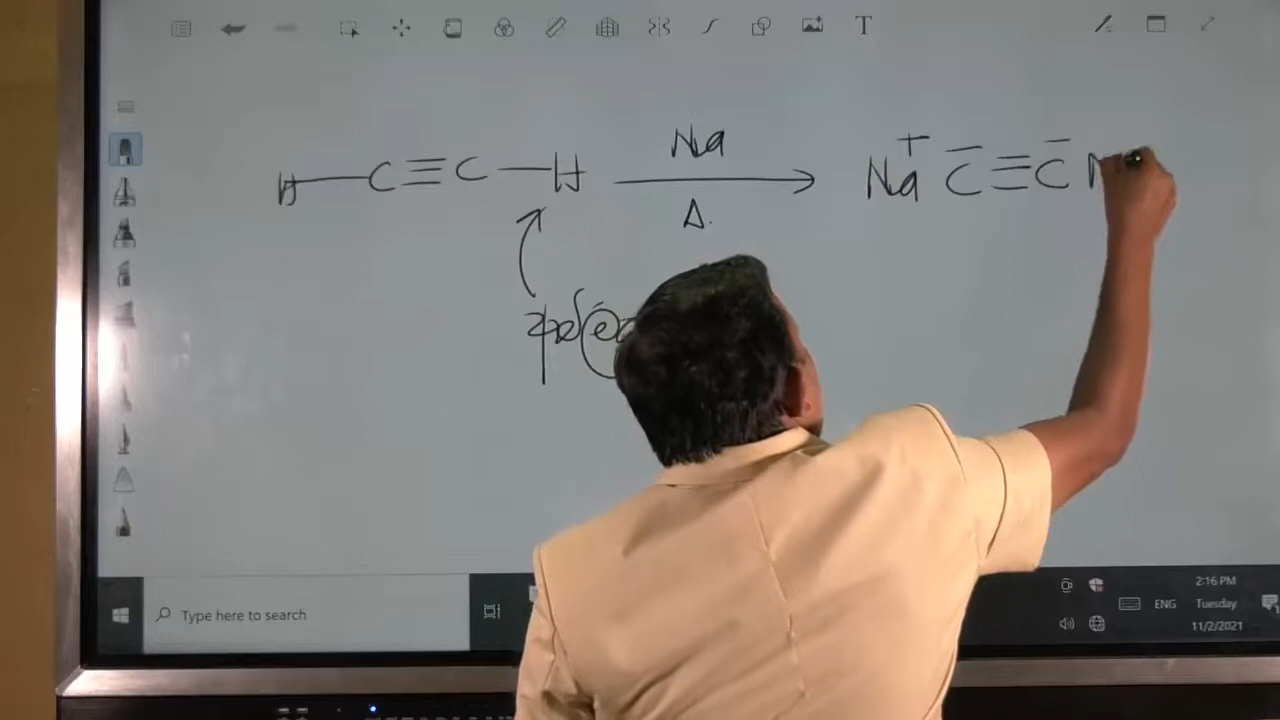 Na
H—C≡C—H ⟶ Na⁺ C̄≡C̄
Δ.
Type here to search
ENG
2:16 PM
Tuesday
11/2/2021